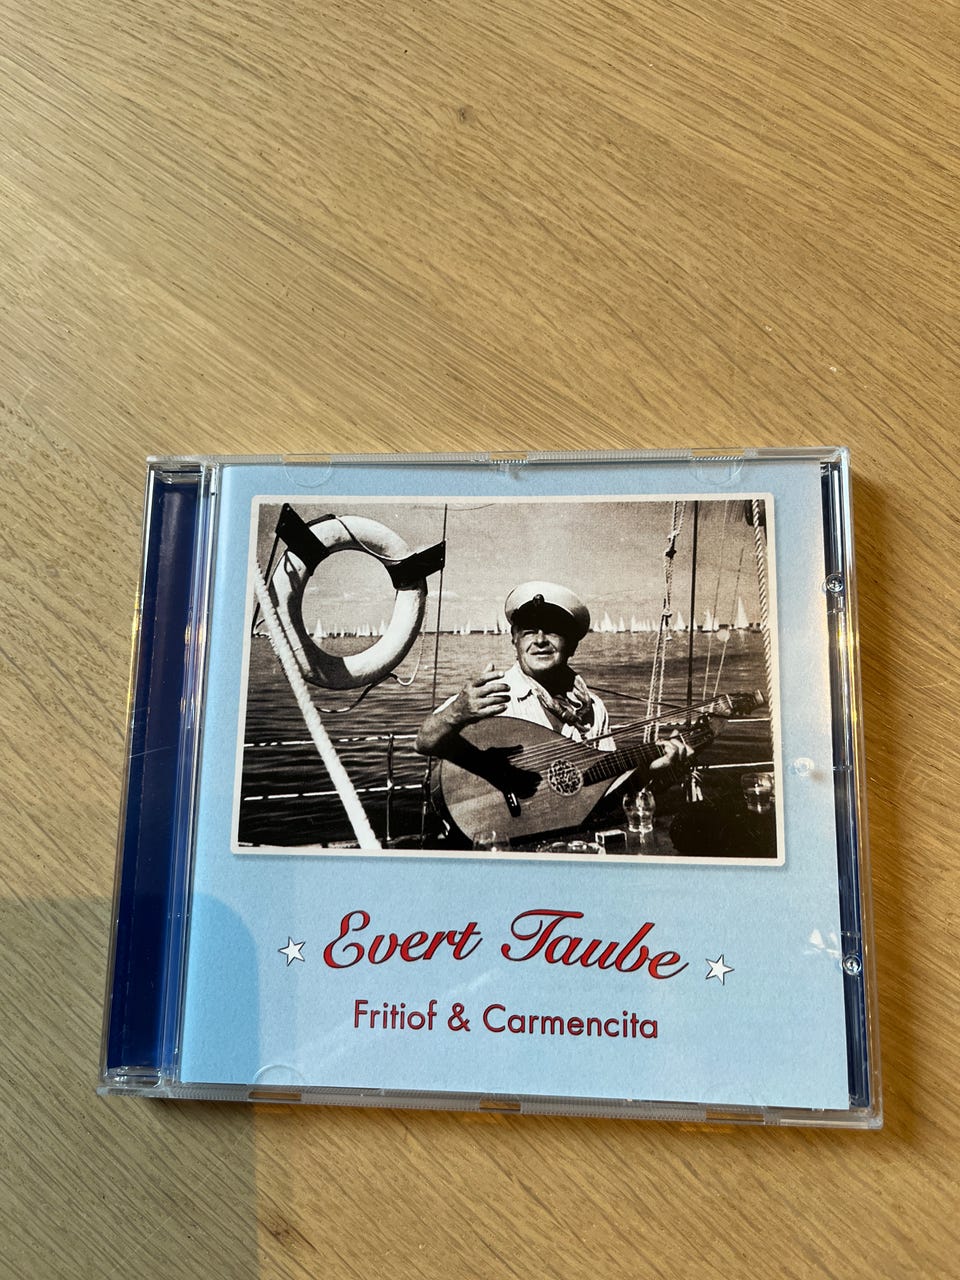 Evert Taube
Fritiof & Carmencita